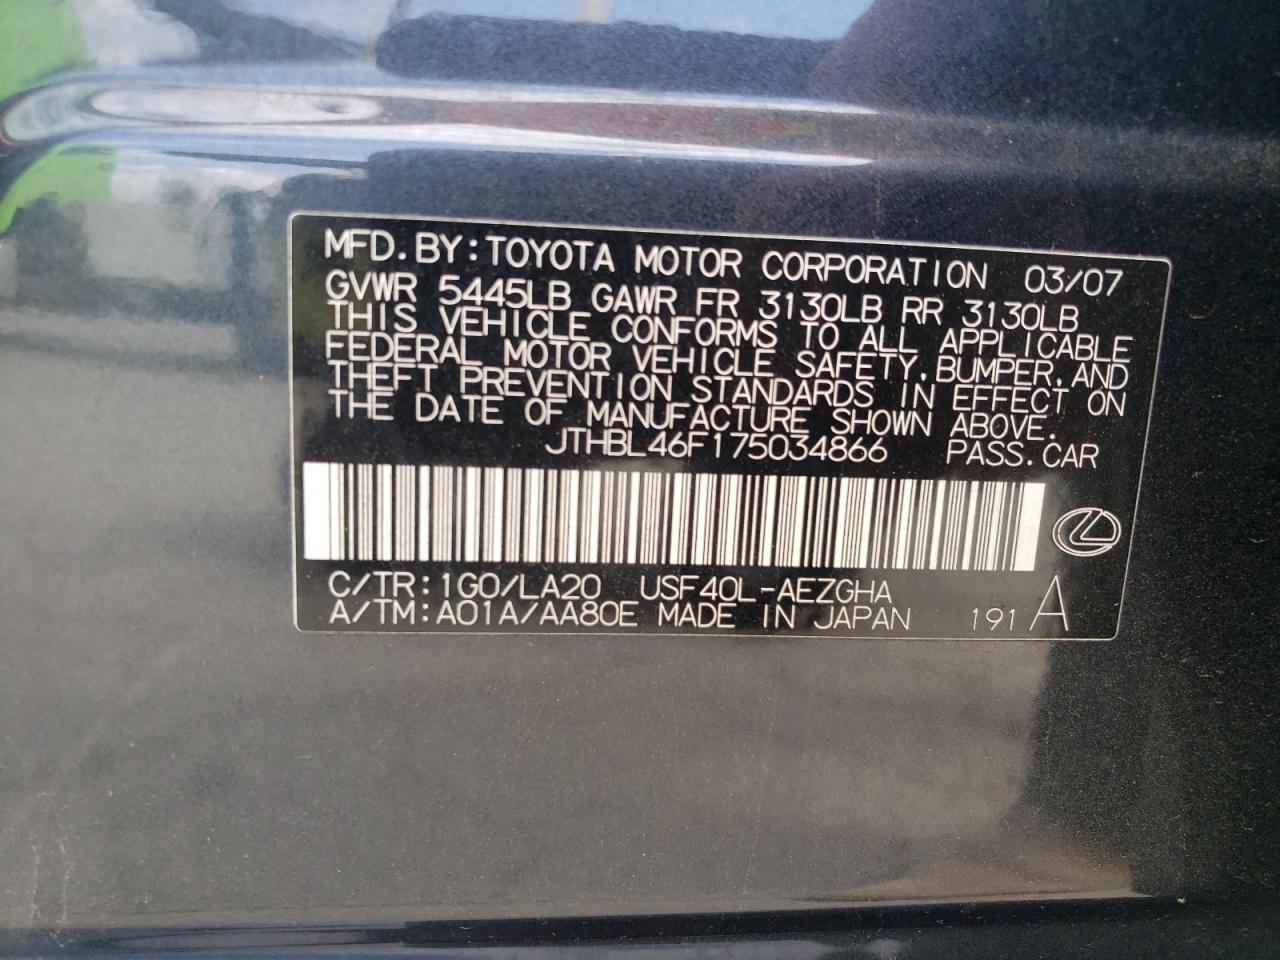 MFD.BY:TOYOTA MOTOR CORPORATION 03/07
GVWR 5445LB GAWR FR 3130LB RR 3130LB
THIS VEHICLE CONFORMS TO ALL APPLICABLE
FEDERAL MOTOR VEHICLE SAFETY,BUMPER,AND
THEFT PREVENTION STANDARDS IN EFFECT ON
THE DATE OF MANUFACTURE SHOWN ABOVE.
JTHBL46F175034866 PASS.CAR
C/TR:1G0/LA20 USF40L-AEZGHA
A/TM:A01A/AA80E MADE IN JAPAN 191 A